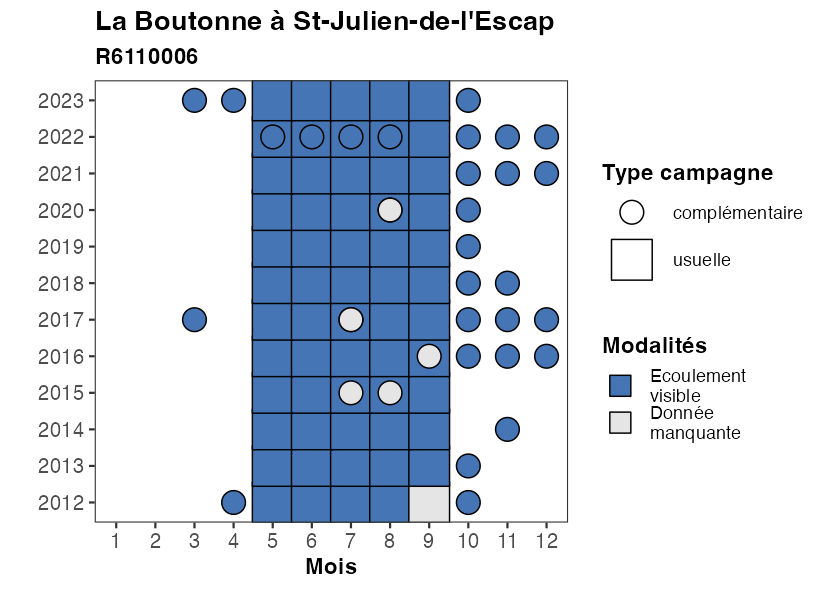 La Boutonne à St-Julien-de-l'Escap
R6110006
2023
2022
2021
2020
2019
2018
2017
2016
2015
2014
2013
2012
1 2 3 4 5 6 7 8 9 10 11 12
Mois
Type campagne
complémentaire
usuelle
Modalités
Ecoulement
visible
Donnée
manquante